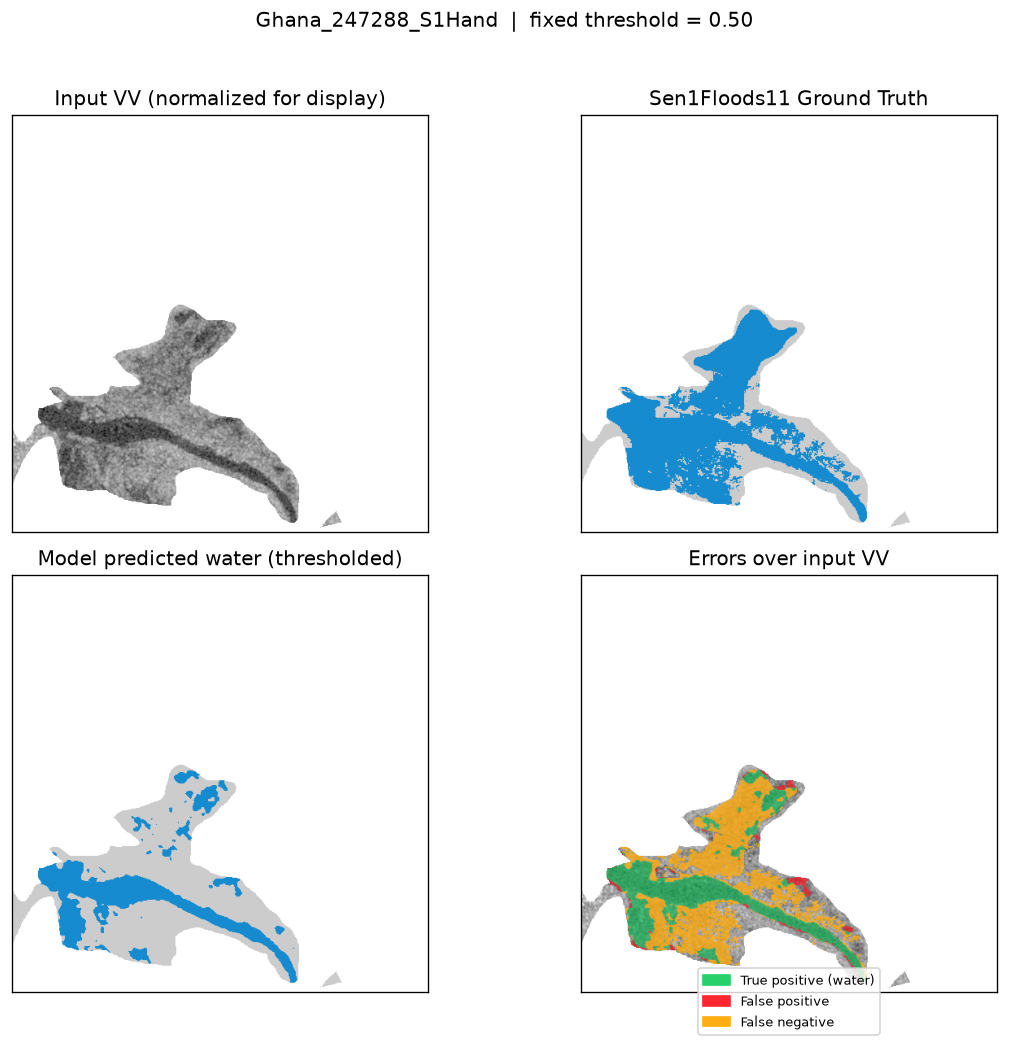 Ghana_247288_S1Hand  |  fixed threshold = 0.50
Input VV (normalized for display)
Sen1Floods11 Ground Truth
Model predicted water (thresholded)
Errors over input VV
True positive (water)
False positive
False negative